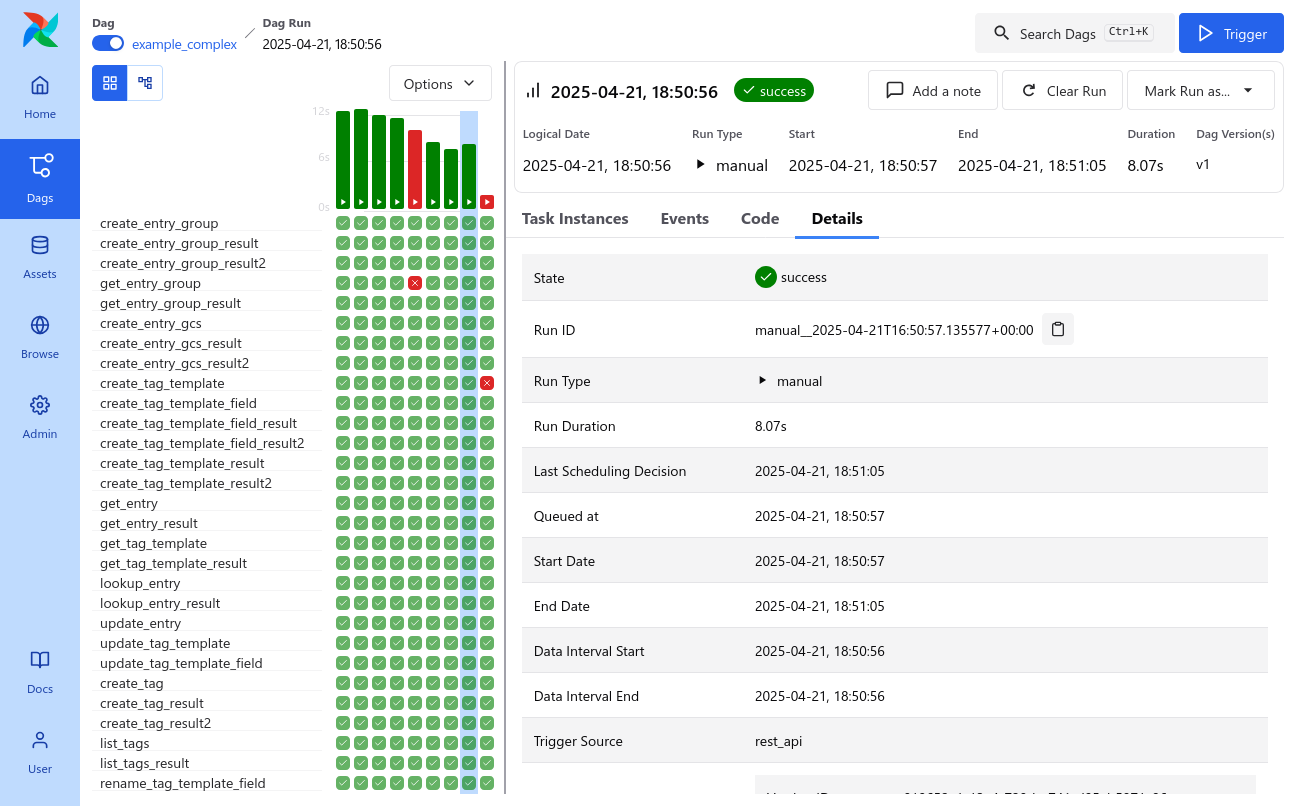 Dag
example_complex
/
Dag Run
2025-04-21, 18:50:56
Search Dags Ctrl+K
Trigger
Home
Dags
Assets
Browse
Admin
Docs
User
Options
12s
6s
0s
create_entry_group
create_entry_group_result
create_entry_group_result2
get_entry_group
get_entry_group_result
create_entry_gcs
create_entry_gcs_result
create_entry_gcs_result2
create_tag_template
create_tag_template_field
create_tag_template_field_result
create_tag_template_field_result2
create_tag_template_result
create_tag_template_result2
get_entry
get_entry_result
get_tag_template
get_tag_template_result
lookup_entry
lookup_entry_result
update_entry
update_tag_template
update_tag_template_field
create_tag
create_tag_result
create_tag_result2
list_tags
list_tags_result
rename_tag_template_field
2025-04-21, 18:50:56 success
Add a note
Clear Run
Mark Run as...
Logical Date Run Type Start End Duration Dag Version(s)
2025-04-21, 18:50:56 manual 2025-04-21, 18:50:57 2025-04-21, 18:51:05 8.07s v1
Task Instances Events Code Details
State success
Run ID manual__2025-04-21T16:50:57.135577+00:00
Run Type manual
Run Duration 8.07s
Last Scheduling Decision 2025-04-21, 18:51:05
Queued at 2025-04-21, 18:50:57
Start Date 2025-04-21, 18:50:57
End Date 2025-04-21, 18:51:05
Data Interval Start 2025-04-21, 18:50:56
Data Interval End 2025-04-21, 18:50:56
Trigger Source rest_api